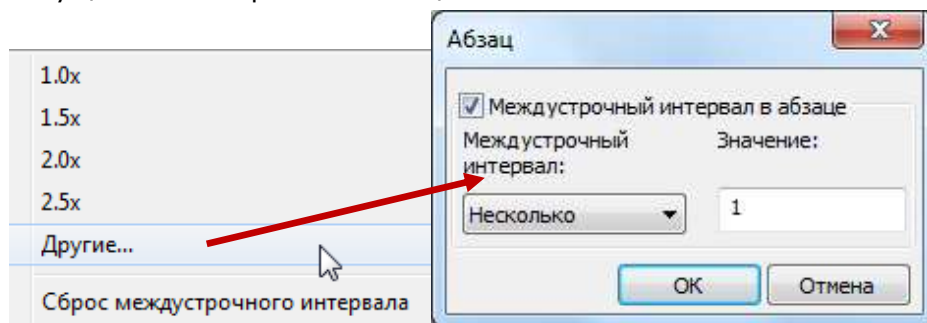 1.0x
1.5x
2.0x
2.5x
Другие...
Сброс междустрочного интервала
Абзац
Междустрочный интервал в абзаце
Междустрочный
интервал:
Значение:
Несколько
1
ОК
Отмена